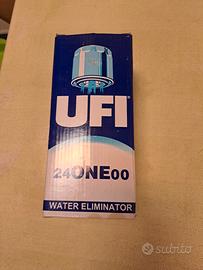 UFI
24ONE00
WATER ELIMINATOR
subito